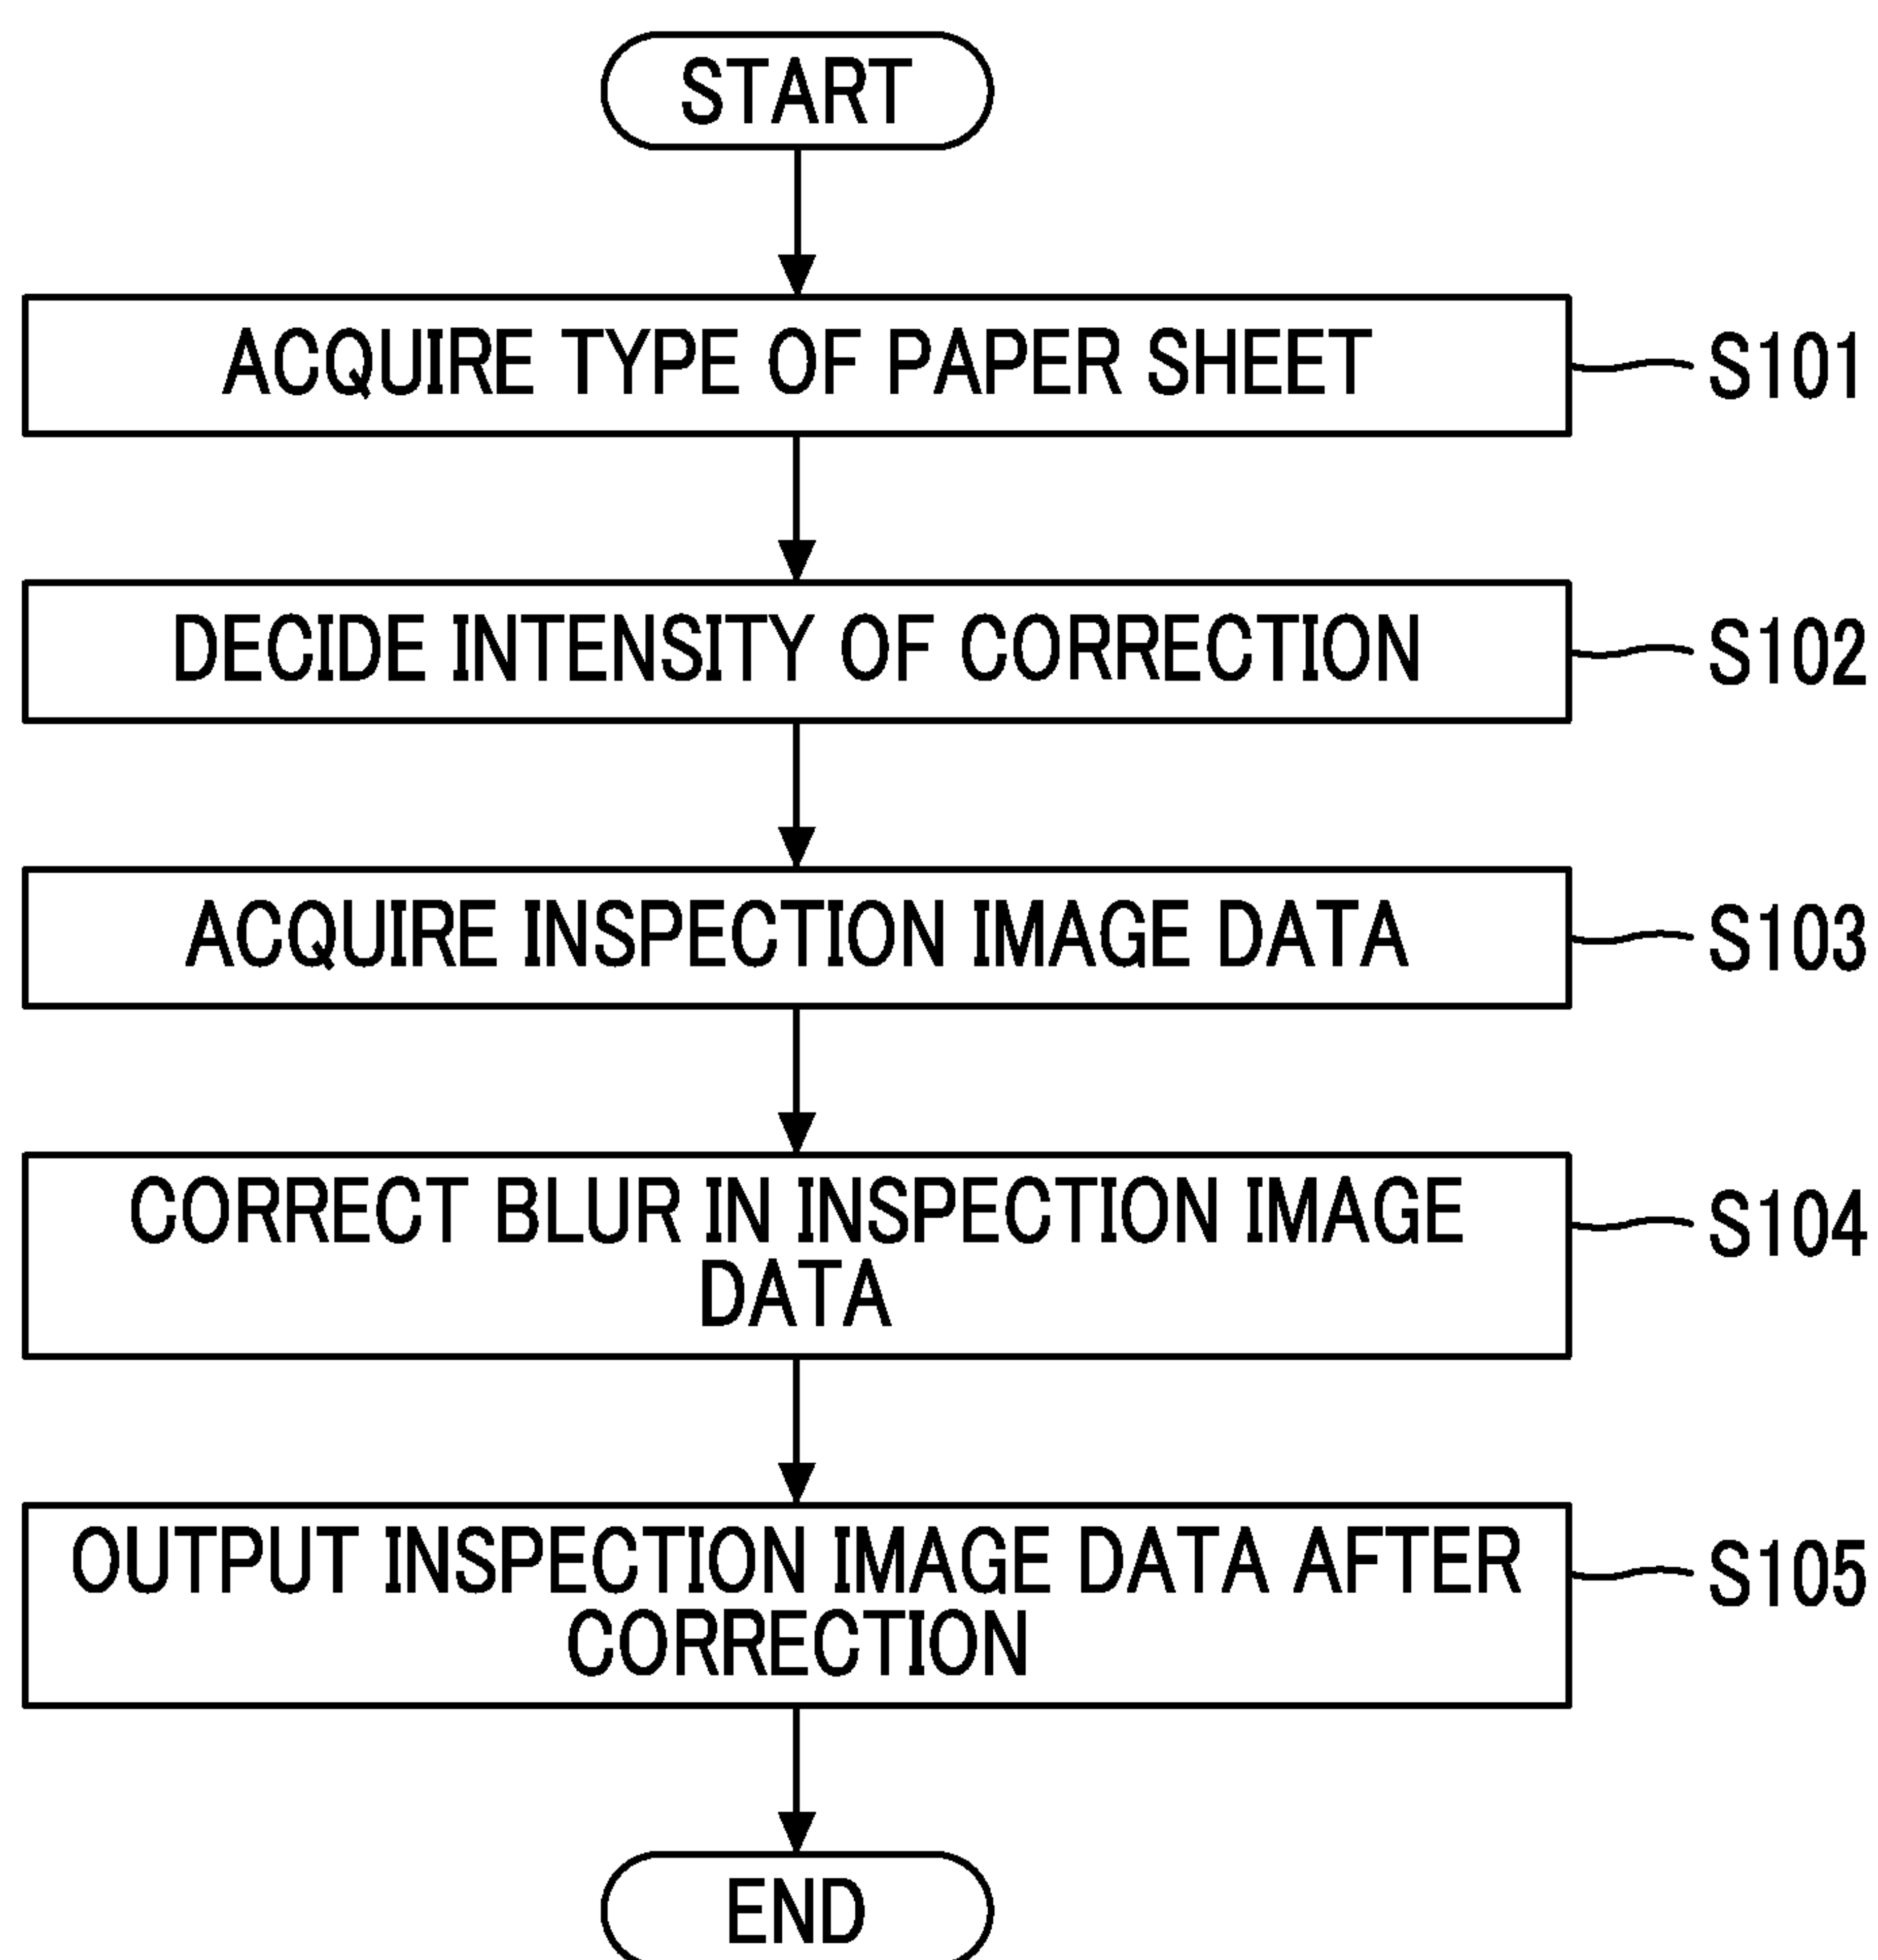 START
ACQUIRE TYPE OF PAPER SHEET
S101
DECIDE INTENSITY OF CORRECTION
S102
ACQUIRE INSPECTION IMAGE DATA
S103
CORRECT BLUR IN INSPECTION IMAGE
DATA
S104
OUTPUT INSPECTION IMAGE DATA AFTER
CORRECTION
S105
END